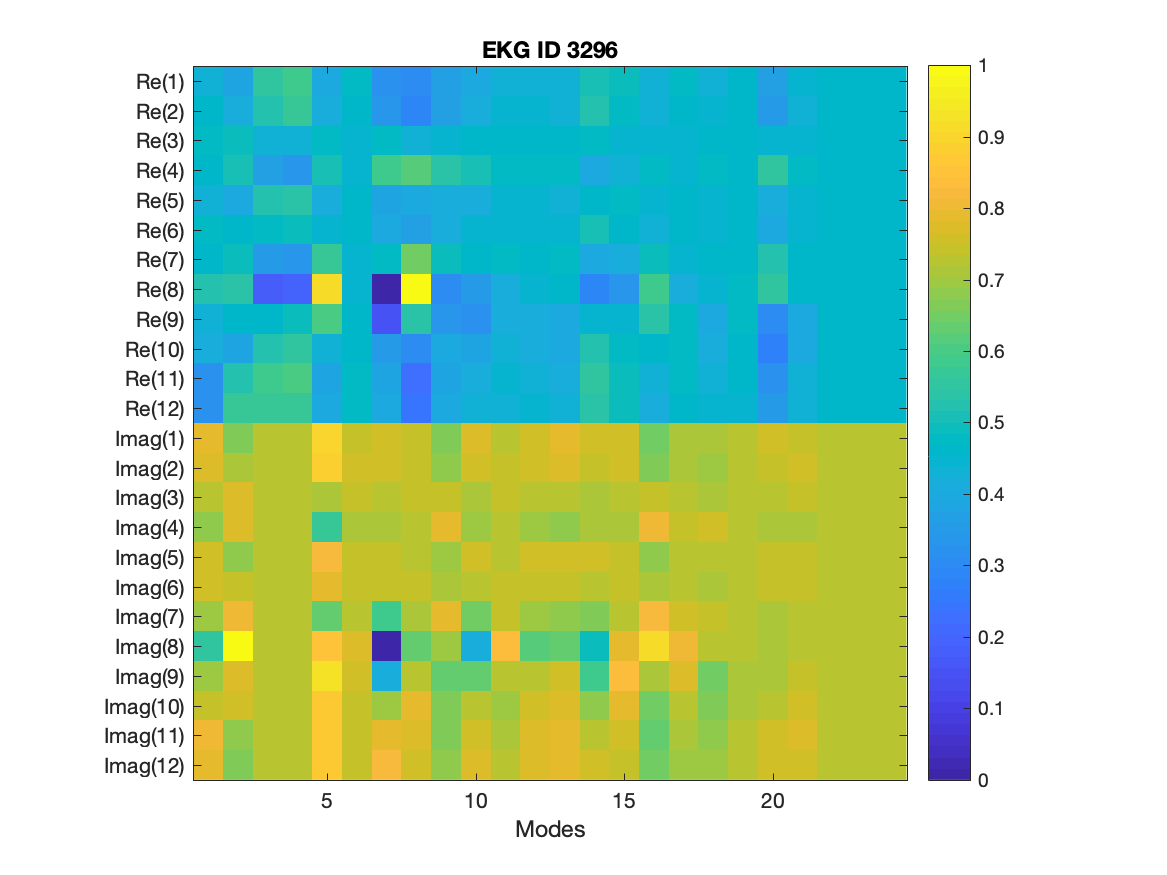 EKG ID 3296
Re(1)
Re(2)
Re(3)
Re(4)
Re(5)
Re(6)
Re(7)
Re(8)
Re(9)
Re(10)
Re(11)
Re(12)
Imag(1)
Imag(2)
Imag(3)
Imag(4)
Imag(5)
Imag(6)
Imag(7)
Imag(8)
Imag(9)
Imag(10)
Imag(11)
Imag(12)
5 10 15 20
Modes
1
0.9
0.8
0.7
0.6
0.5
0.4
0.3
0.2
0.1
0